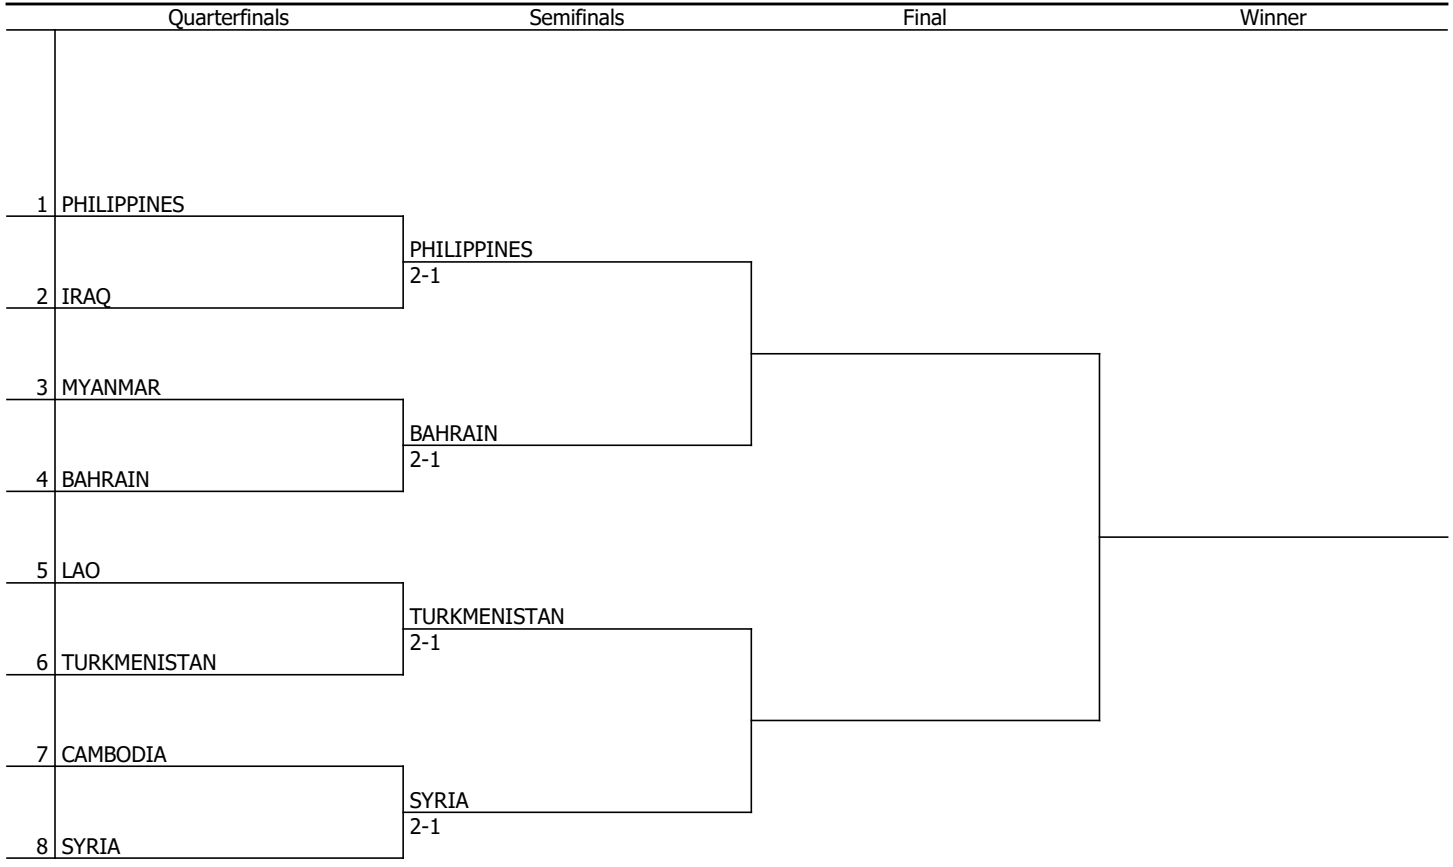 Quarterfinals Semifinals Final Winner
1 PHILIPPINES
PHILIPPINES
2-1
2 IRAQ
3 MYANMAR
BAHRAIN
2-1
4 BAHRAIN
5 LAO
TURKMENISTAN
2-1
6 TURKMENISTAN
7 CAMBODIA
SYRIA
2-1
8 SYRIA